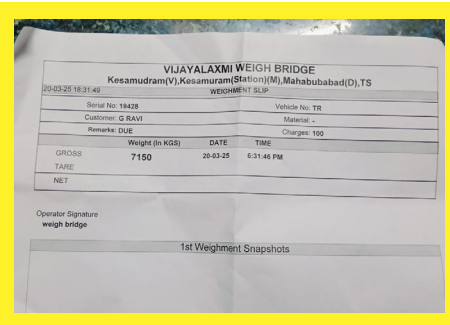 VIJAYALAXMI WEIGH BRIDGE
Kesamudram(V),Kesamuram(Station)(M),Mahabubabad(D),TS
20-03-25 18:31:49 WEIGHMENT SLIP
Serial No: 19428 Vehicle No: TR
Customer: G RAVI Material: -
Remarks: DUE Charges: 100
Weight (In KGS) DATE TIME
GROSS 7150 20-03-25 6:31:46 PM
TARE
NET
Operator Signature
weigh bridge
1st Weighment Snapshots